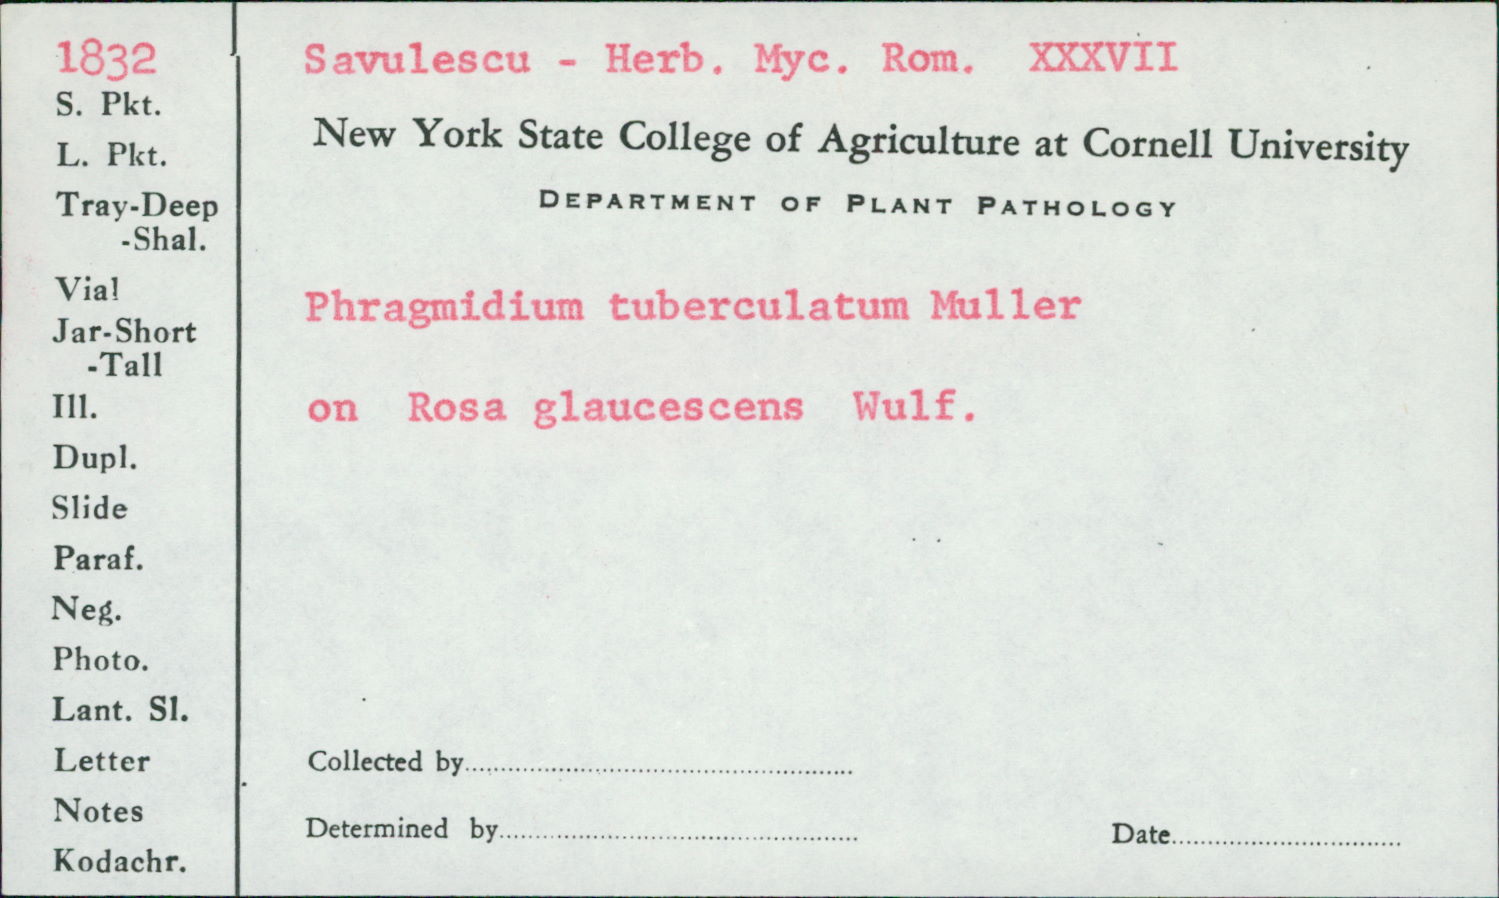 1832
S. Pkt.
L. Pkt.
Tray-Deep
-Shal.
Vial
Jar-Short
-Tall
Ill.
Dupl.
Slide
Paraf.
Neg.
Photo.
Lant. Sl.
Letter
Notes
Kodachr.
Savulescu - Herb. Myc. Rom. XXXVII
New York State College of Agriculture at Cornell University
DEPARTMENT OF PLANT PATHOLOGY
Phragmidium tuberculatum Muller
on Rosa glaucescens Wulf.
Collected by
Determined by
Date